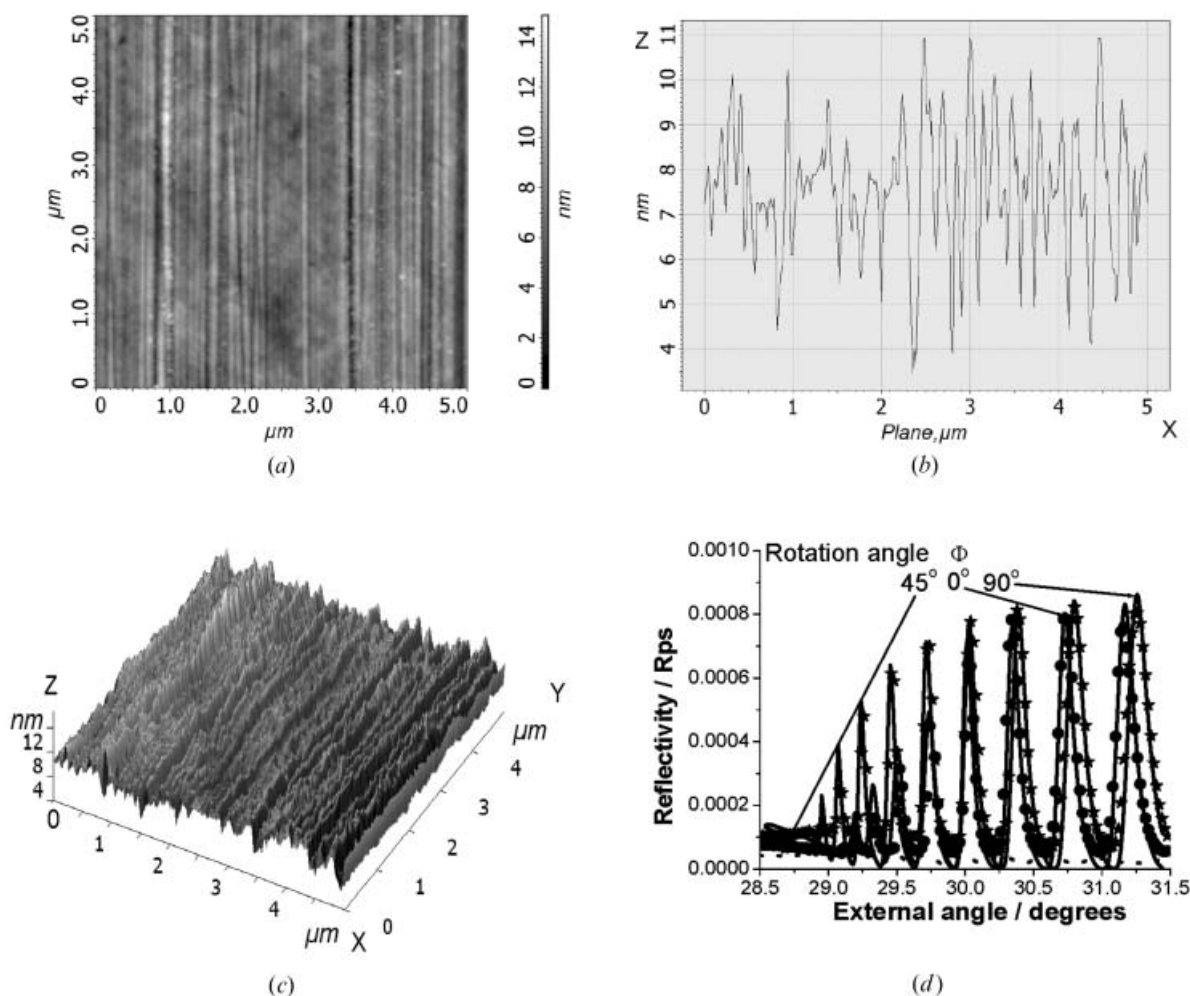 5.0
4.0
3.0
µm
2.0
1.0
0
0 1.0 2.0 3.0 4.0 5.0
µm
14
12
10
8
nm
6
4
2
0
(a)
Z
11
10
9
8
nm
7
6
5
4
0 1 2 3 4 5
Plane,µm X
(b)
Z
nm
12
8
4
0
1
2
3
4
µm X
0
1
2
3
4
µm
Y
(c)
0.0010
0.0008
0.0006
0.0004
0.0002
0.0000
Reflectivity / Rps
Rotation angle Φ
45° 0° 90°
28.5 29.0 29.5 30.0 30.5 31.0 31.5
External angle / degrees
(d)